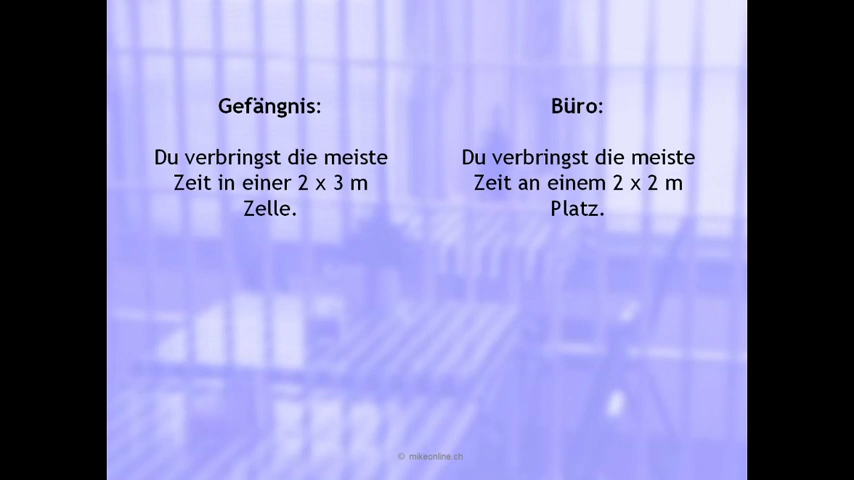 Gefängnis:
Du verbringst die meiste
Zeit in einer 2 x 3 m
Zelle.
Büro:
Du verbringst die meiste
Zeit an einem 2 x 2 m
Platz.
© mikeonline.ch